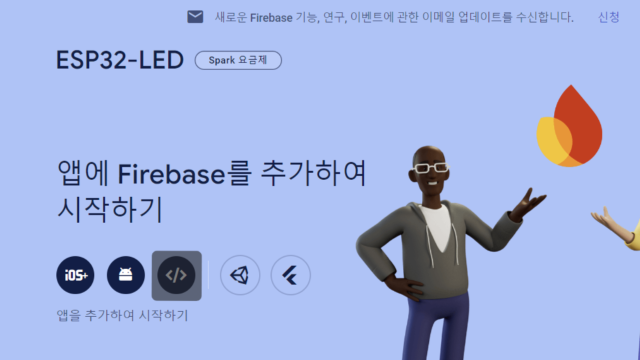 새로운 Firebase 기능, 연구, 이벤트에 관한 이메일 업데이트를 수신합니다. 신청
ESP32-LED Spark 요금제
앱에 Firebase를 추가하여
시작하기
iOS+ </>
앱을 추가하여 시작하기